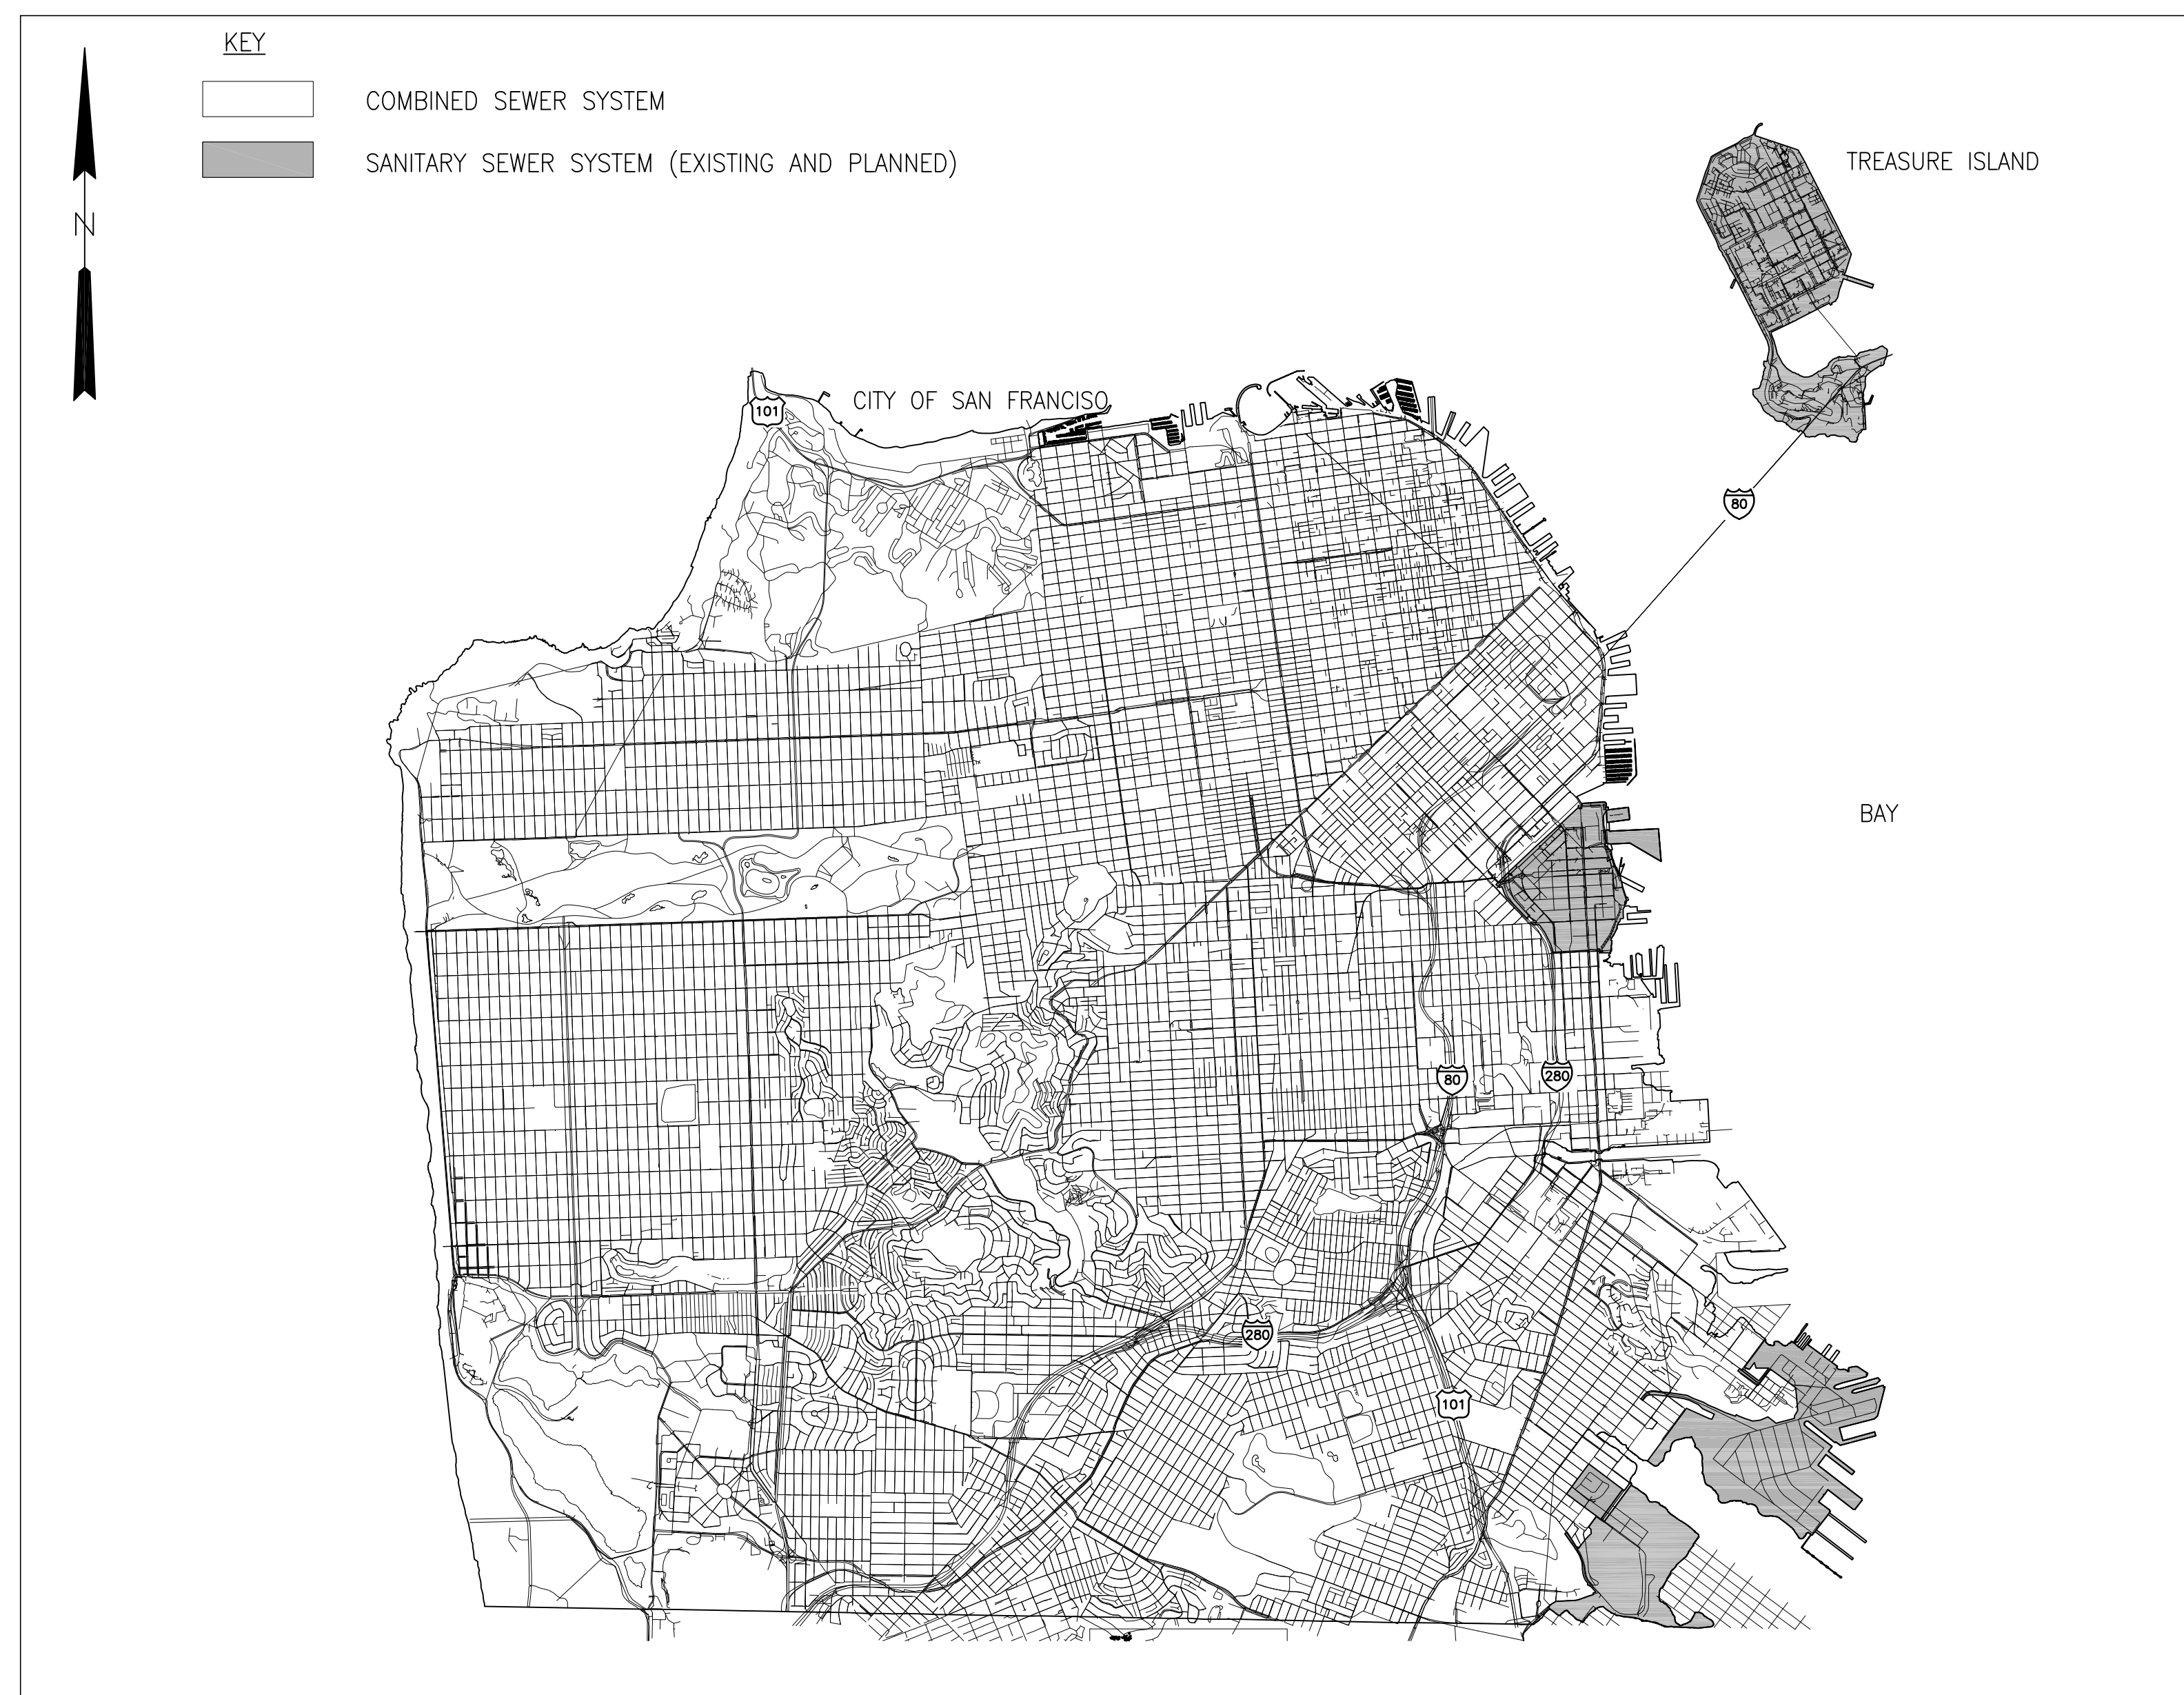 KEY
COMBINED SEWER SYSTEM
SANITARY SEWER SYSTEM (EXISTING AND PLANNED)
N
TREASURE ISLAND
CITY OF SAN FRANCISO
101
80
BAY
80
280
280
101